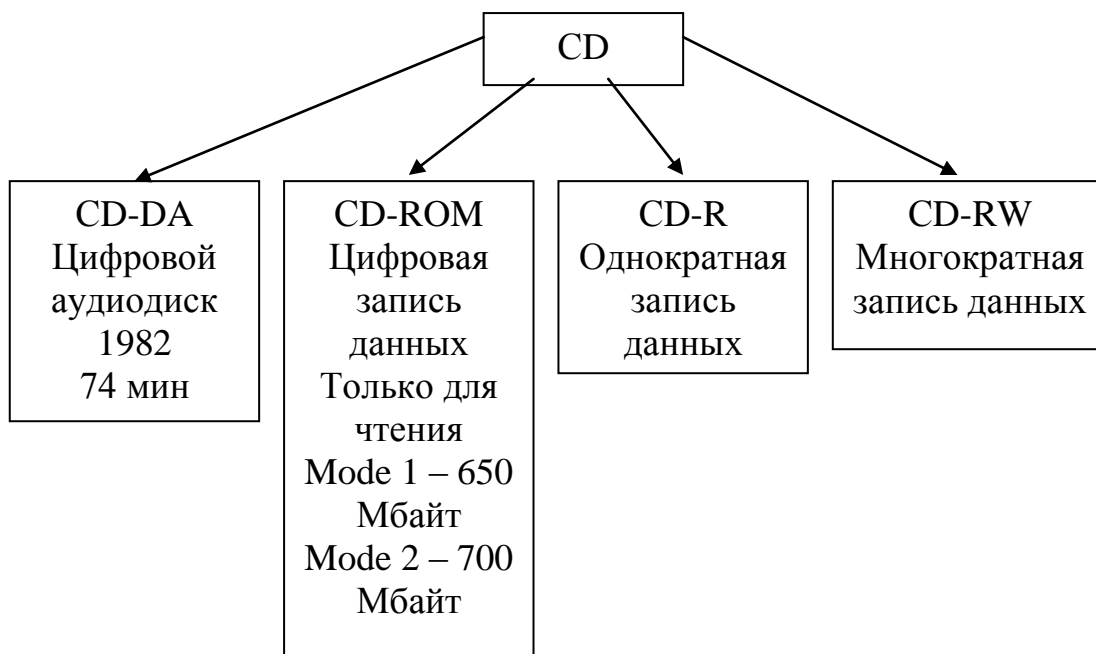 CD
CD-DA
Цифровой
аудиодиск
1982
74 мин
CD-ROM
Цифровая
запись
данных
Только для
чтения
Mode 1 – 650
Мбайт
Mode 2 – 700
Мбайт
CD-R
Однократная
запись
данных
CD-RW
Многократная
запись данных